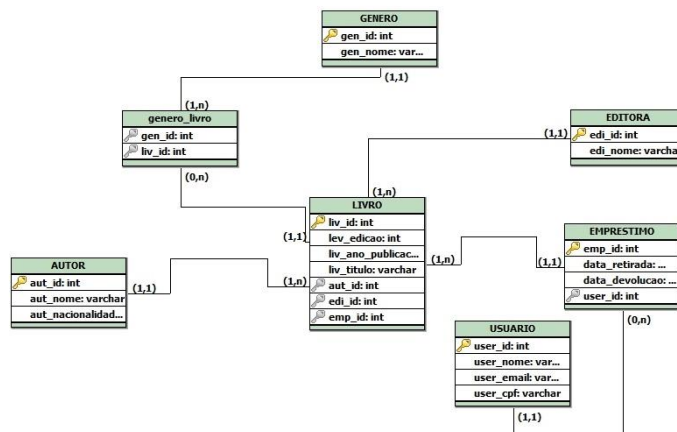 GENERO
gen_id: int
gen_nome: var...
(1,1)
(1,n)
genero_livro
gen_id: int
liv_id: int
(0,n)
EDITORA
edi_id: int
edi_nome: varcha
(1,1)
(1,n)
LIVRO
liv_id: int
lev_edicao: int
liv_ano_publicac...
liv_titulo: varchar
aut_id: int
edi_id: int
emp_id: int
(1,1)
(1,n)
(1,n)
EMPRESTIMO
emp_id: int
data_retirada: ...
data_devolucao: ...
user_id: int
(1,1)
(0,n)
AUTOR
aut_id: int
aut_nome: varchar
aut_nacionalidad...
(1,1)
USUARIO
user_id: int
user_nome: var...
user_email: var...
user_cpf: varchar
(1,1)